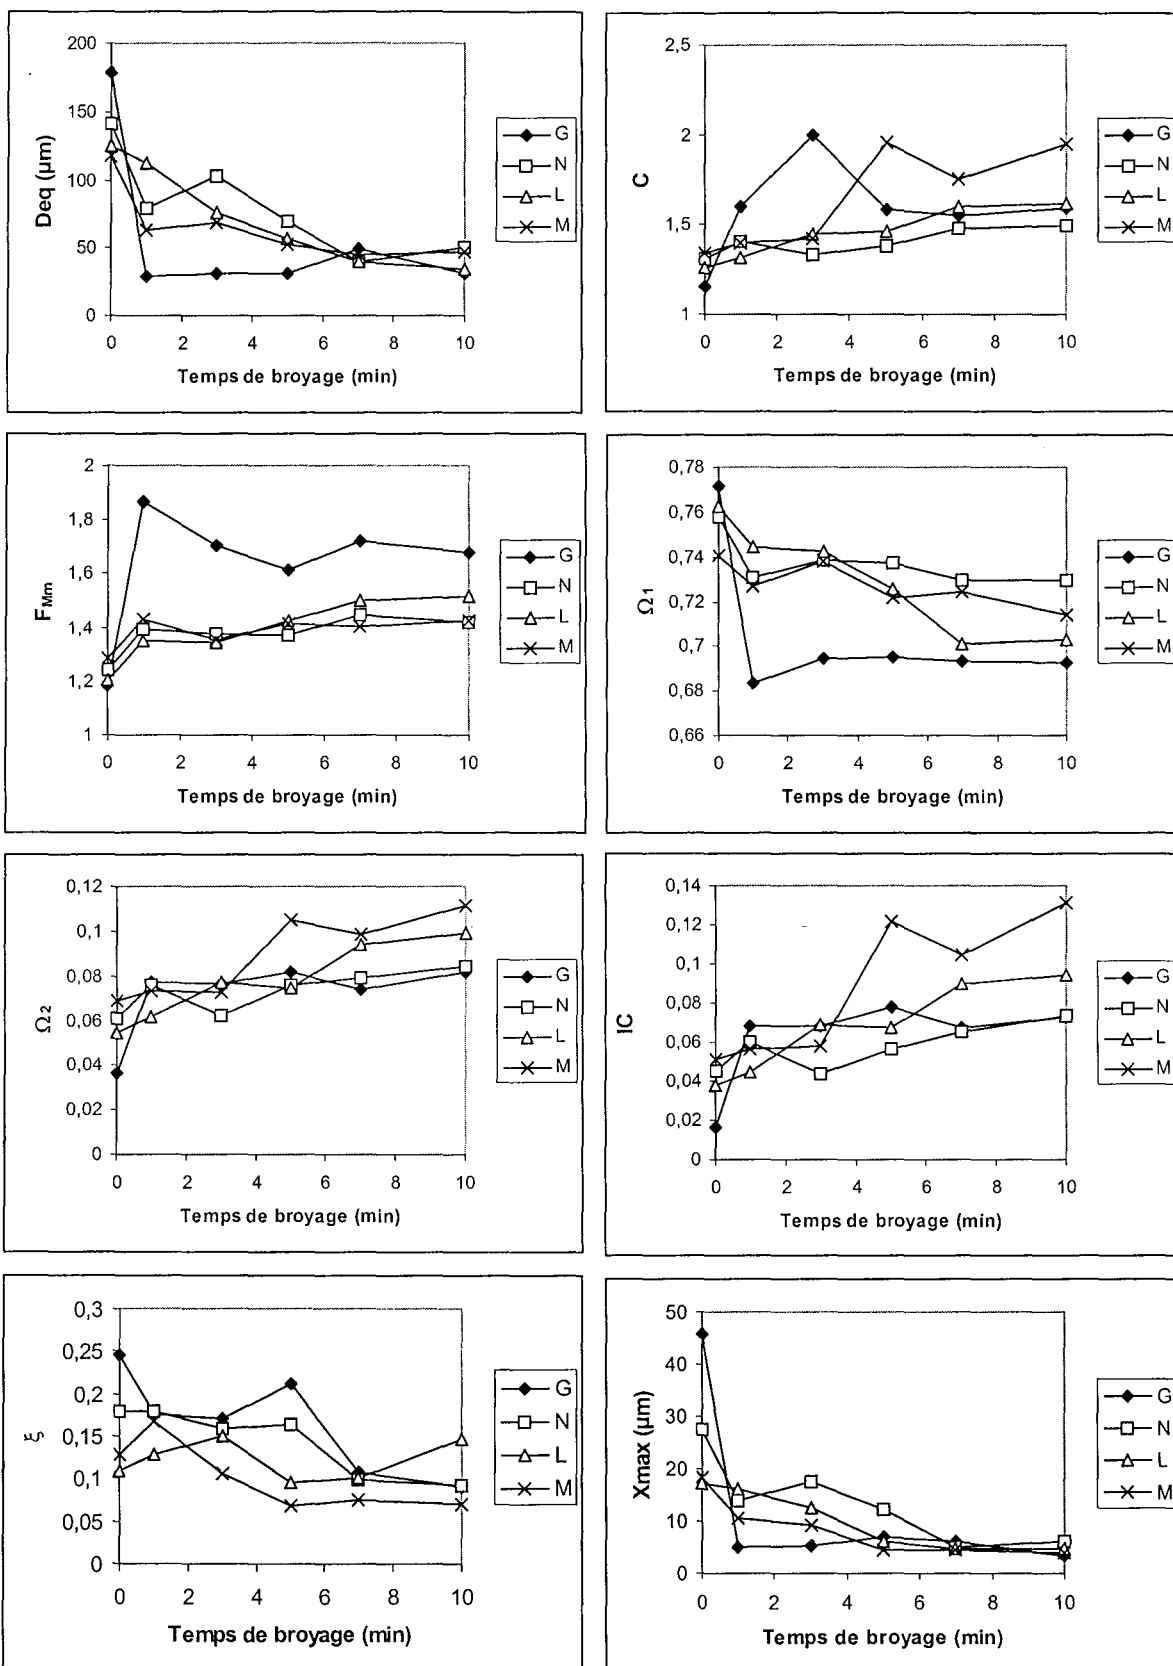 200
150
100
50
0
Deq (µm)
0 2 4 6 8 10
Temps de broyage (min)
G
N
L
M
2,5
2
1,5
1
C
0 2 4 6 8 10
Temps de broyage (min)
G
N
L
M
2
1,8
1,6
1,4
1,2
1
FMm
0 2 4 6 8 10
Temps de broyage (min)
G
N
L
M
0,78
0,76
0,74
0,72
0,7
0,68
0,66
Ω1
0 2 4 6 8 10
Temps de broyage (min)
G
N
L
M
0,12
0,1
0,08
0,06
0,04
0,02
0
Ω2
0 2 4 6 8 10
Temps de broyage (min)
G
N
L
M
0,14
0,12
0,1
0,08
0,06
0,04
0,02
0
IC
0 2 4 6 8 10
Temps de broyage (min)
G
N
L
M
0,3
0,25
0,2
0,15
0,1
0,05
0
ξ
0 2 4 6 8 10
Temps de broyage (min)
G
N
L
M
50
40
30
20
10
0
Xmax (µm)
0 2 4 6 8 10
Temps de broyage (min)
G
N
L
M